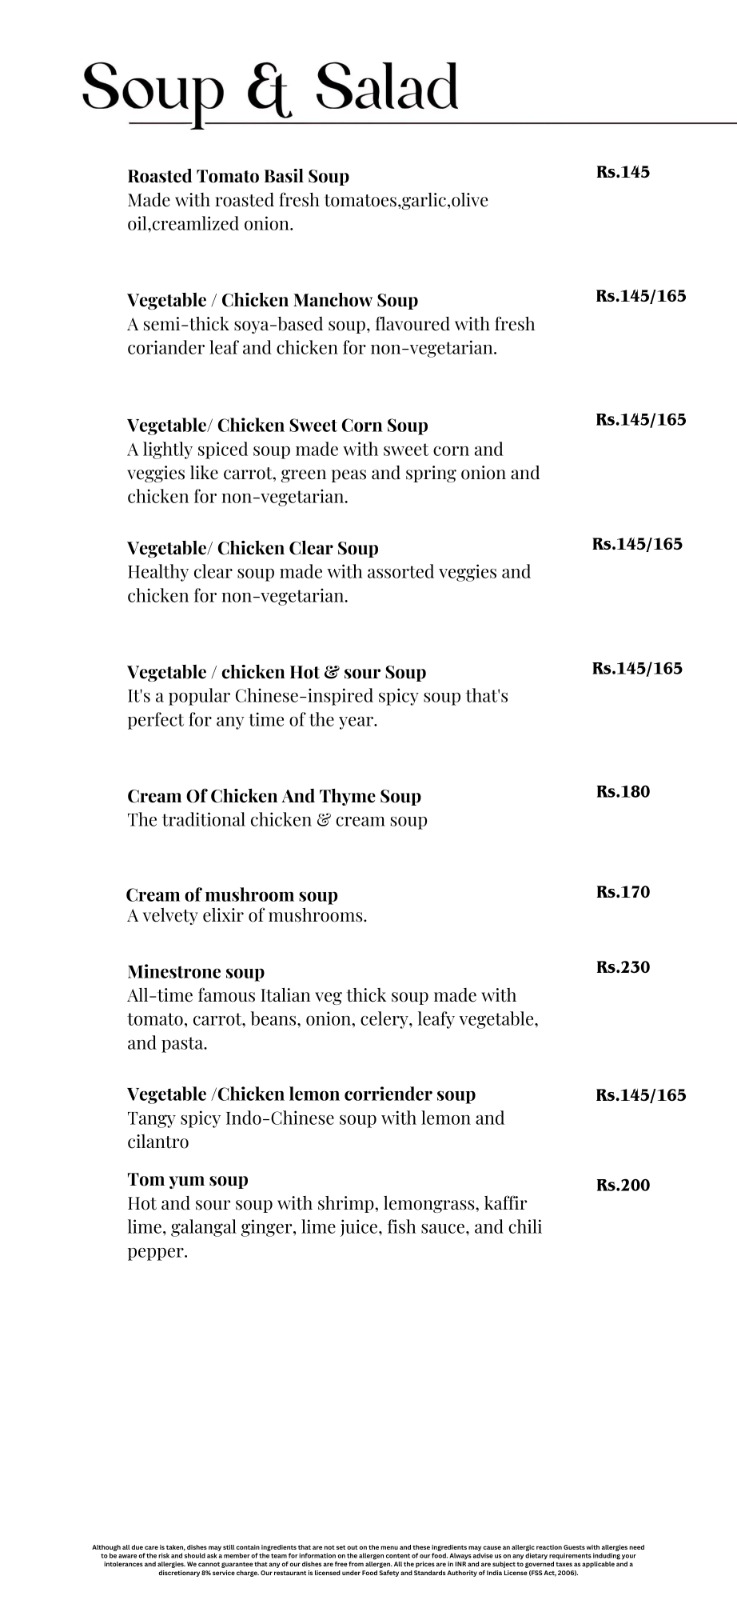 Soup & Salad
Roasted Tomato Basil Soup Rs.145
Made with roasted fresh tomatoes,garlic,olive
oil,creamlized onion.
Vegetable / Chicken Manchow Soup Rs.145/165
A semi-thick soya-based soup, flavoured with fresh
coriander leaf and chicken for non-vegetarian.
Vegetable/ Chicken Sweet Corn Soup Rs.145/165
A lightly spiced soup made with sweet corn and
veggies like carrot, green peas and spring onion and
chicken for non-vegetarian.
Vegetable/ Chicken Clear Soup Rs.145/165
Healthy clear soup made with assorted veggies and
chicken for non-vegetarian.
Vegetable / chicken Hot & sour Soup Rs.145/165
It's a popular Chinese-inspired spicy soup that's
perfect for any time of the year.
Cream Of Chicken And Thyme Soup Rs.180
The traditional chicken & cream soup
Cream of mushroom soup Rs.170
A velvety elixir of mushrooms.
Minestrone soup Rs.230
All-time famous Italian veg thick soup made with
tomato, carrot, beans, onion, celery, leafy vegetable,
and pasta.
Vegetable /Chicken lemon corriender soup Rs.145/165
Tangy spicy Indo-Chinese soup with lemon and
cilantro
Tom yum soup Rs.200
Hot and sour soup with shrimp, lemongrass, kaffir
lime, galangal ginger, lime juice, fish sauce, and chili
pepper.
Although all due care is taken, dishes may still contain ingredients that are not set out on the menu and these ingredients may cause an allergic reaction Guests with allergies need
to be aware of the risk and should ask a member of the team for information on the allergen content of our food. Always advise us on any dietary requirements including your
intolerances and allergies. We cannot guarantee that any of our dishes are free from allergen. All the prices are in INR and are subject to governed taxes as applicable and a
discretionary 8% service charge. Our restaurant is licensed under Food Safety and Standards Authority of India License (FSS Act, 2006).